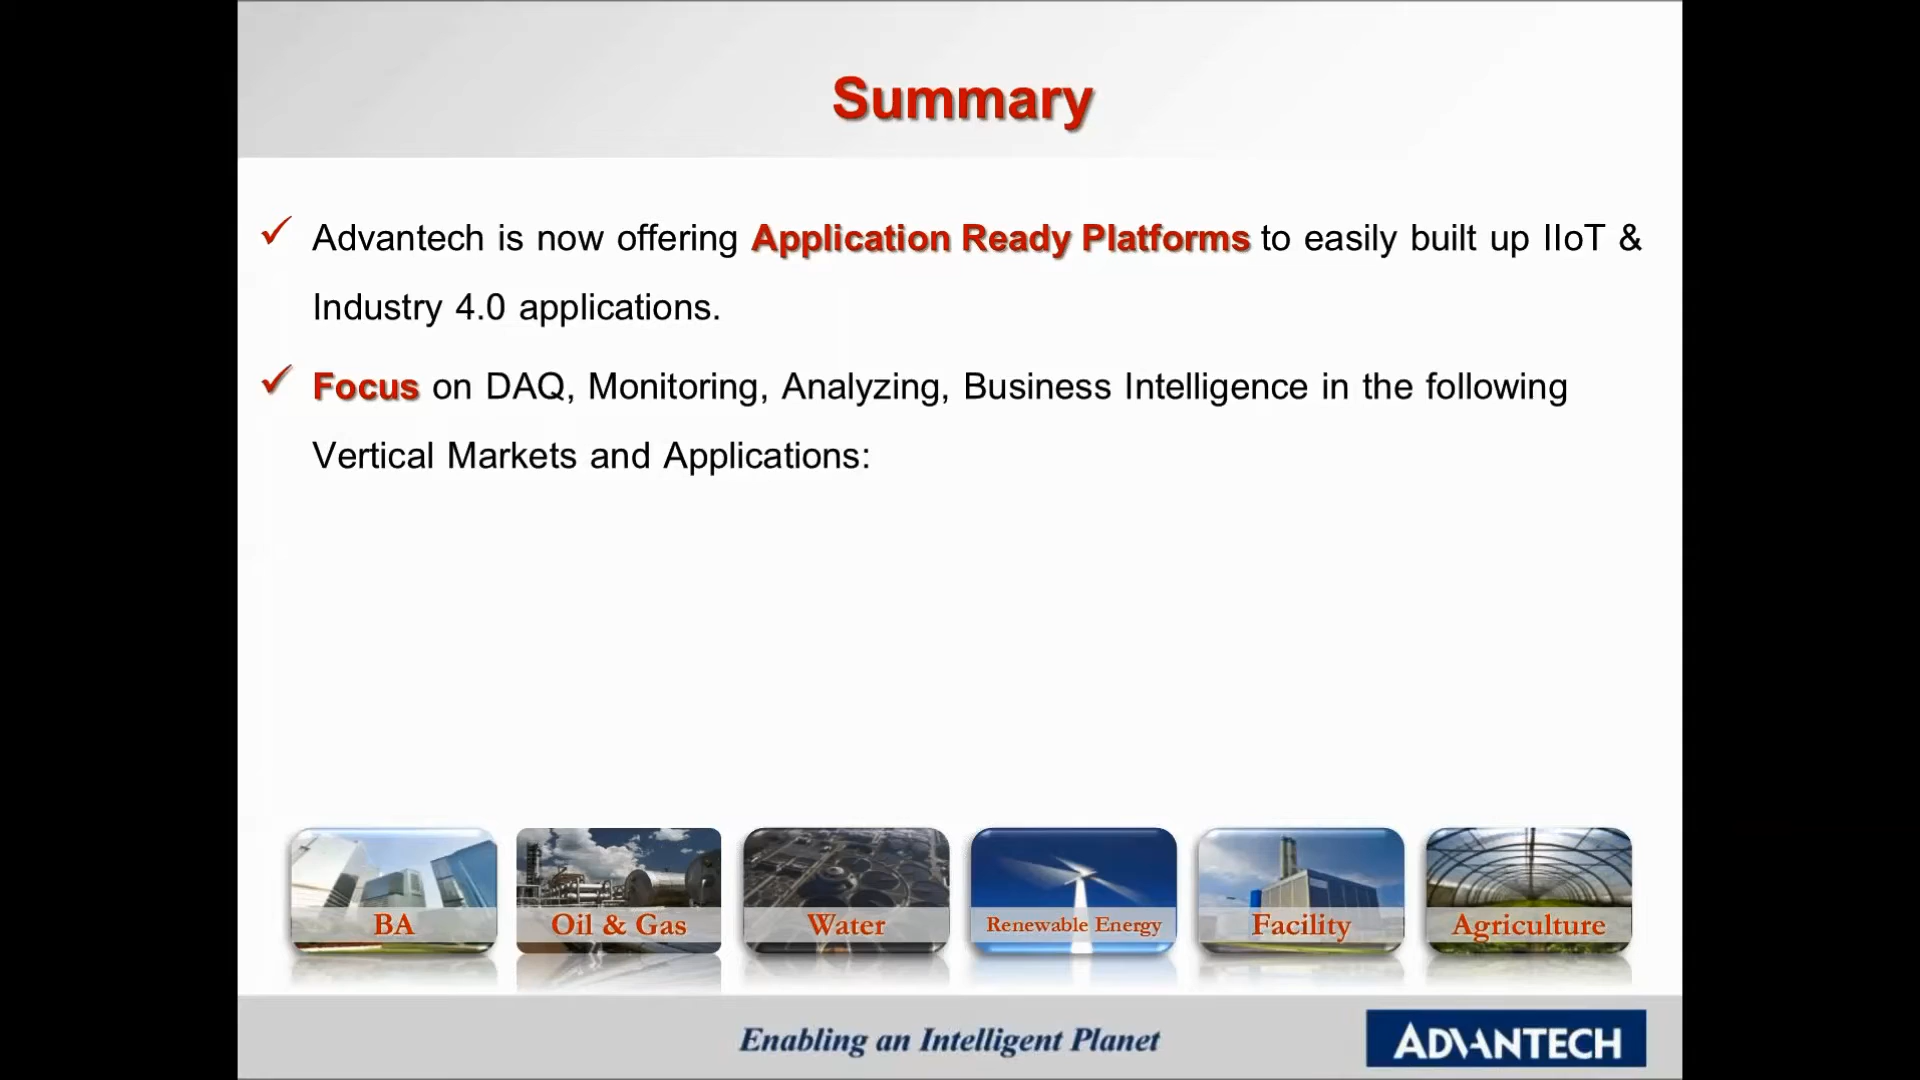 Summary
Advantech is now offering Application Ready Platforms to easily built up IIoT &
Industry 4.0 applications.
Focus on DAQ, Monitoring, Analyzing, Business Intelligence in the following
Vertical Markets and Applications:
BA
Oil & Gas
Water
Renewable Energy
Facility
Agriculture
Enabling an Intelligent Planet
ADVANTECH